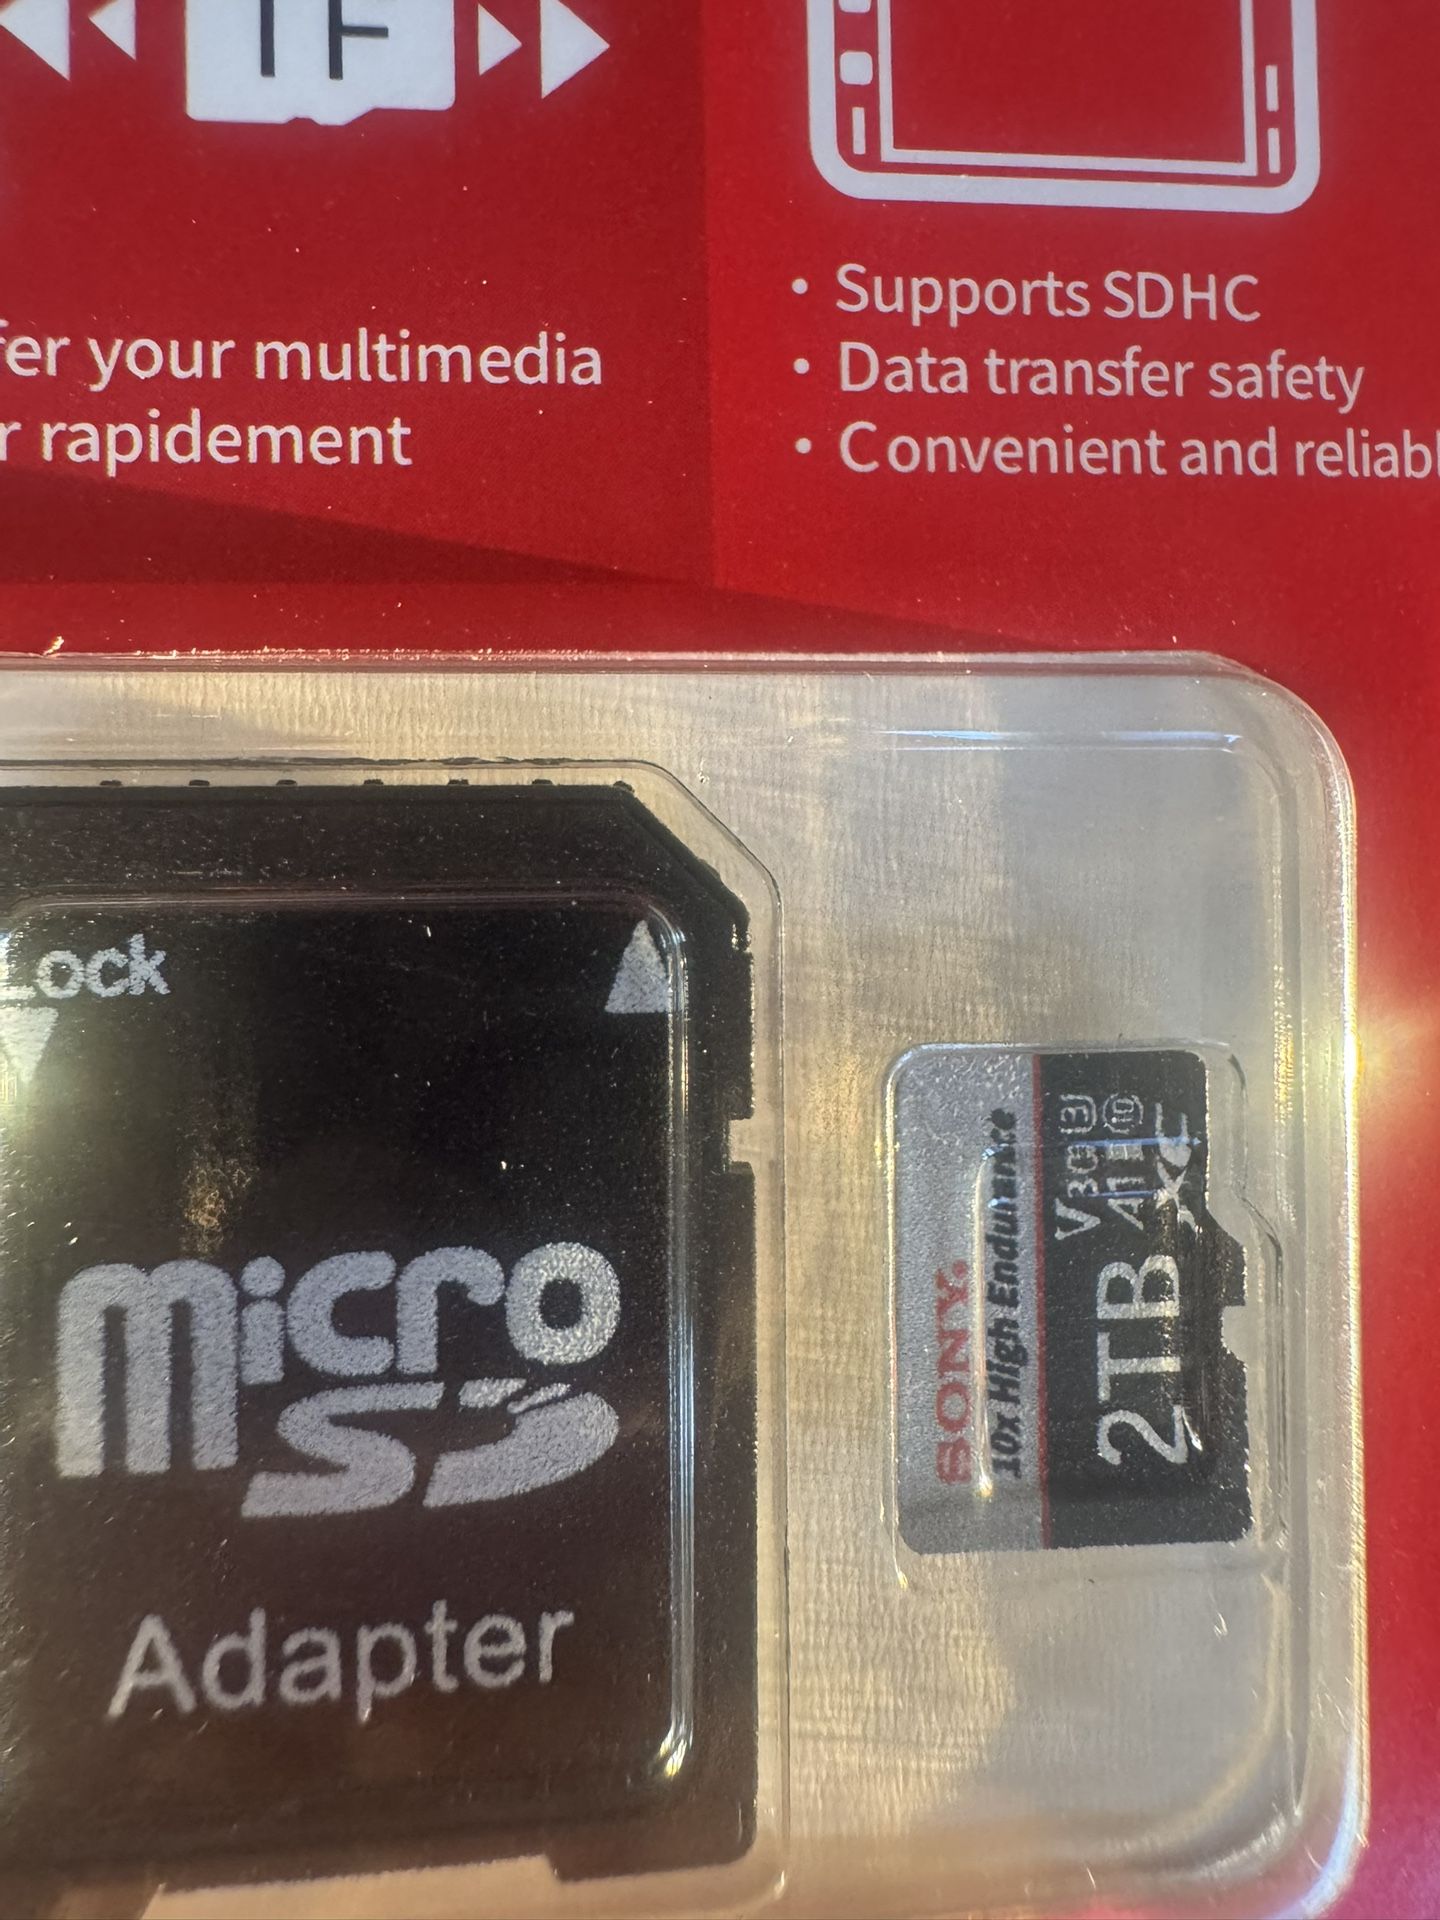 TF
fer your multimedia
r rapidement
• Supports SDHC
• Data transfer safety
• Convenient and reliabl
Lock
micro
SD
Adapter
SONY
10x High Endurance
V30 U3
A1 10
2TB XC